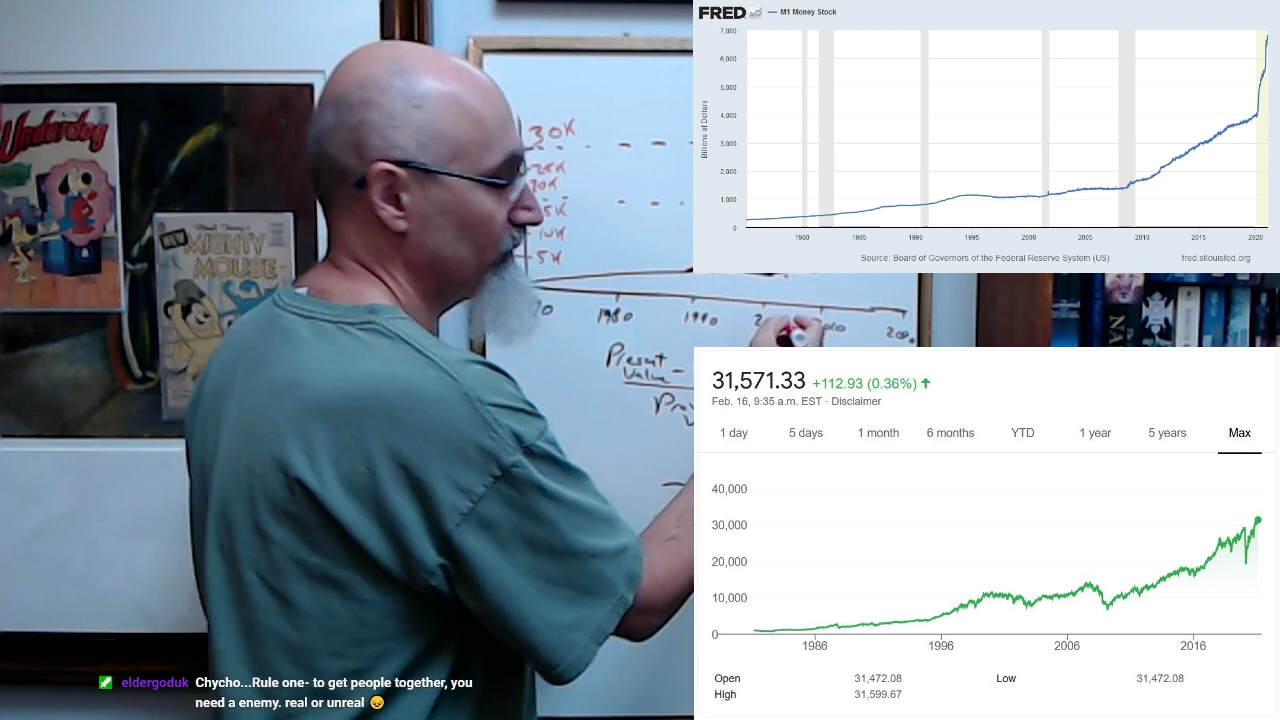 FRED
M1 Money Stock
7,000
6,000
5,000
4,000
3,000
2,000
1,000
0
Billions of Dollars
1980 1985 1990 1995 2000 2005 2010 2015 2020
Source: Board of Governors of the Federal Reserve System (US) fred.stlouisfed.org
Underdog
NEW
MIGHTY
MOUSE
30K
5K
1980 1990
Present
Value
31,571.33 +112.93 (0.36%)
Feb. 16, 9:35 a.m. EST · Disclaimer
1 day 5 days 1 month 6 months YTD 1 year 5 years Max
40,000
30,000
20,000
10,000
0
1986 1996 2006 2016
Open 31,472.08 Low 31,472.08
High 31,599.67
eldergoduk Chycho...Rule one- to get people together, you
need a enemy. real or unreal